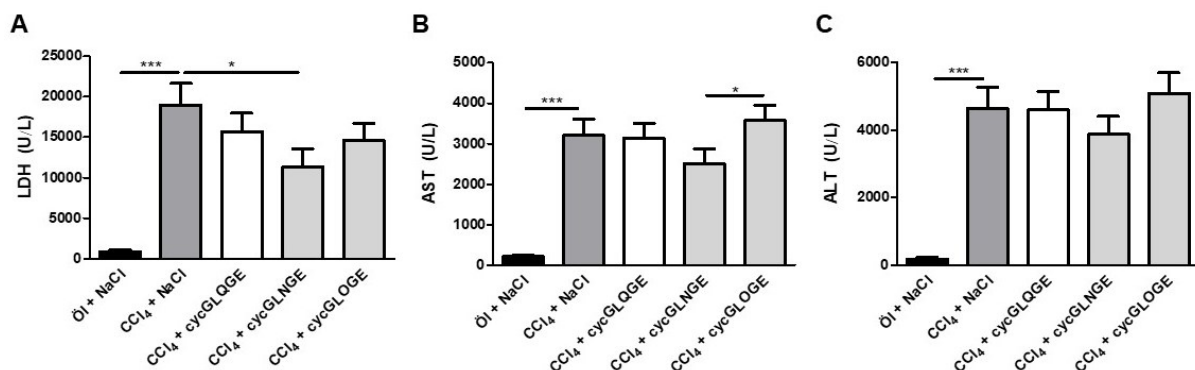 A
LDH (U/L)
25000
20000
15000
10000
5000
0
***
*
Öl + NaCl
CCl₄ + NaCl
CCl₄ + cycGLQGE
CCl₄ + cycGLNGE
CCl₄ + cycGLOGE
B
AST (U/L)
5000
4000
3000
2000
1000
0
***
*
Öl + NaCl
CCl₄ + NaCl
CCl₄ + cycGLQGE
CCl₄ + cycGLNGE
CCl₄ + cycGLOGE
C
ALT (U/L)
6000
4000
2000
0
***
Öl + NaCl
CCl₄ + NaCl
CCl₄ + cycGLQGE
CCl₄ + cycGLNGE
CCl₄ + cycGLOGE